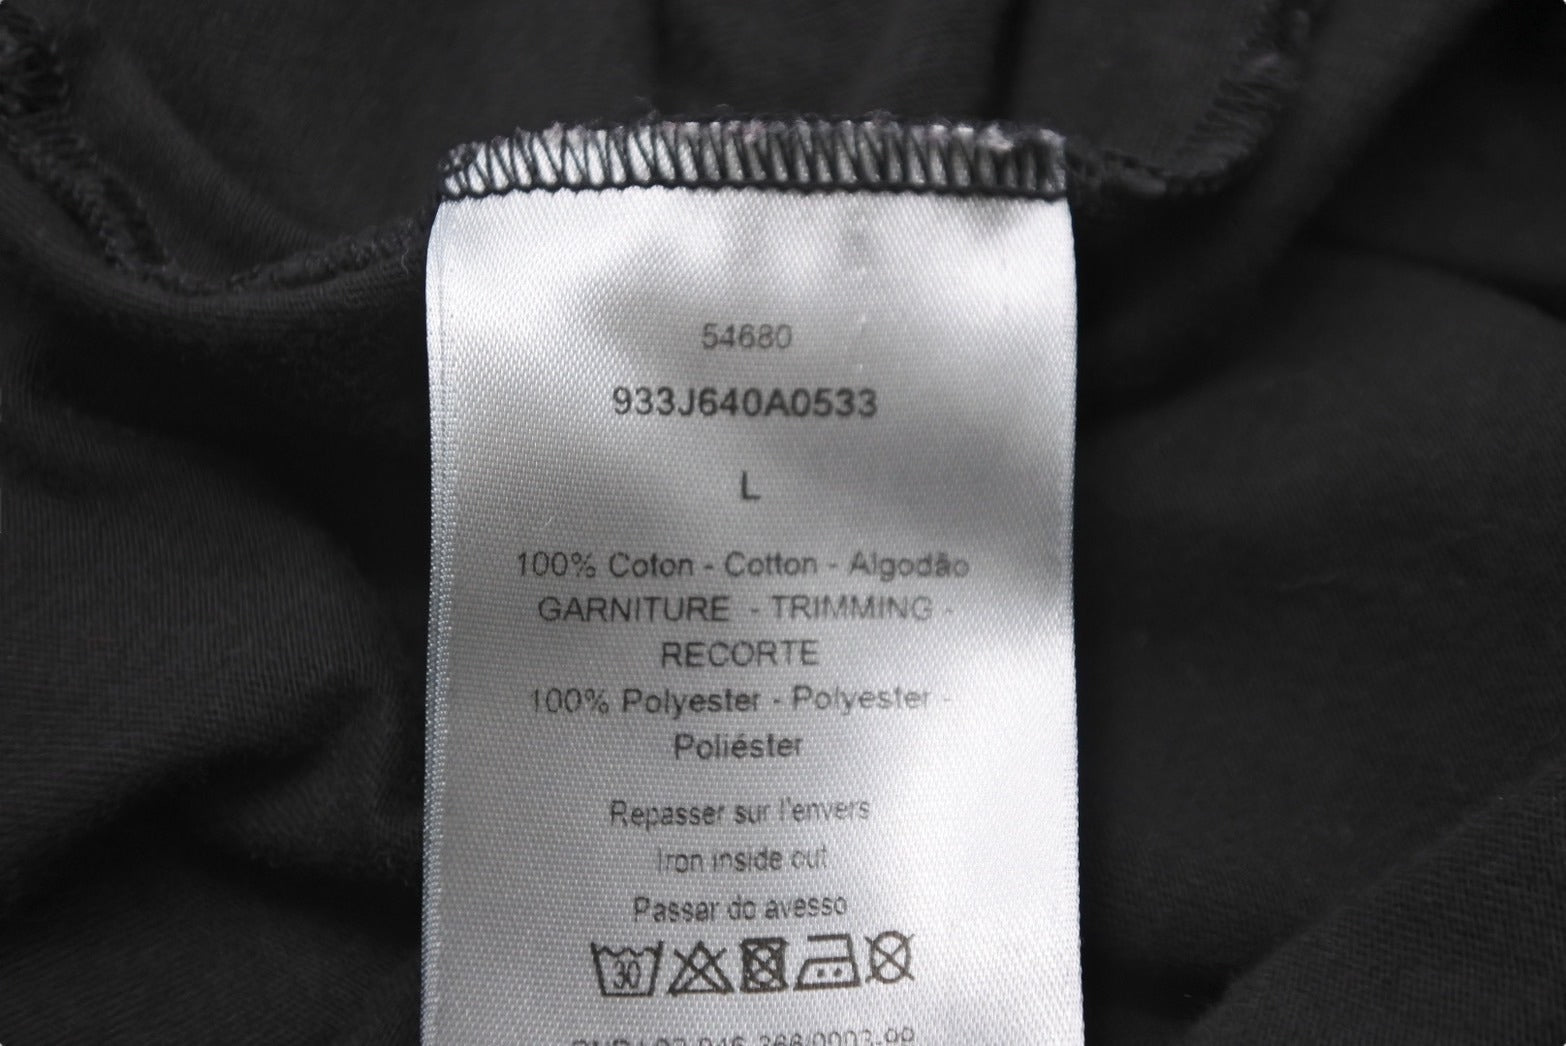 54680
933J640A0533
L
100% Coton - Cotton - Algodão
GARNITURE - TRIMMING -
RECORTE
100% Polyester - Polyester -
Poliéster
Repasser sur l'envers
Iron inside out
Passar do avesso
30